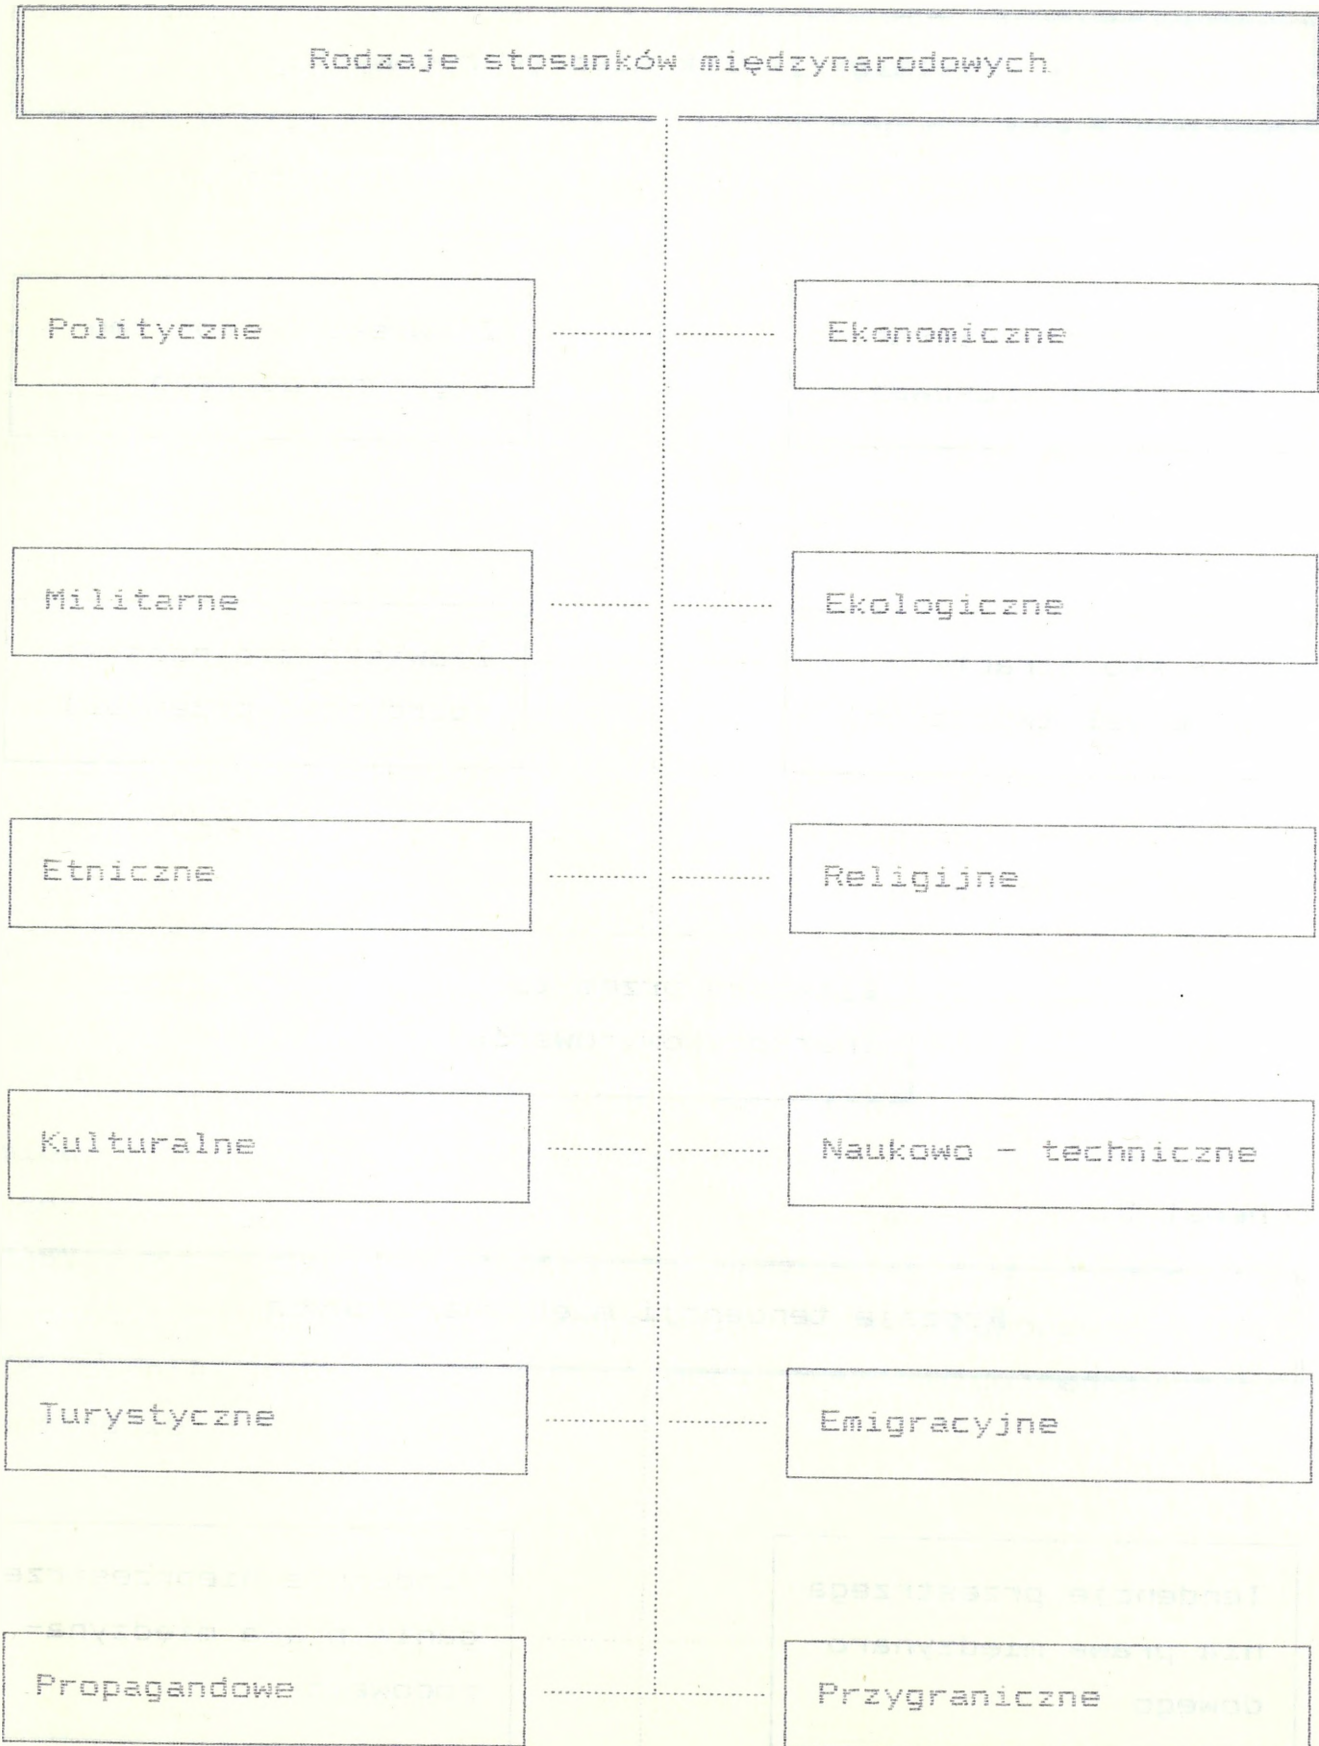 Rodzaje stosunków międzynarodowych
Polityczne
Ekonomiczne
Militarne
Ekologiczne
Etniczne
Religijne
Kulturalne
Naukowo - techniczne
Turystyczne
Emigracyjne
Propagandowe
Przygraniczne